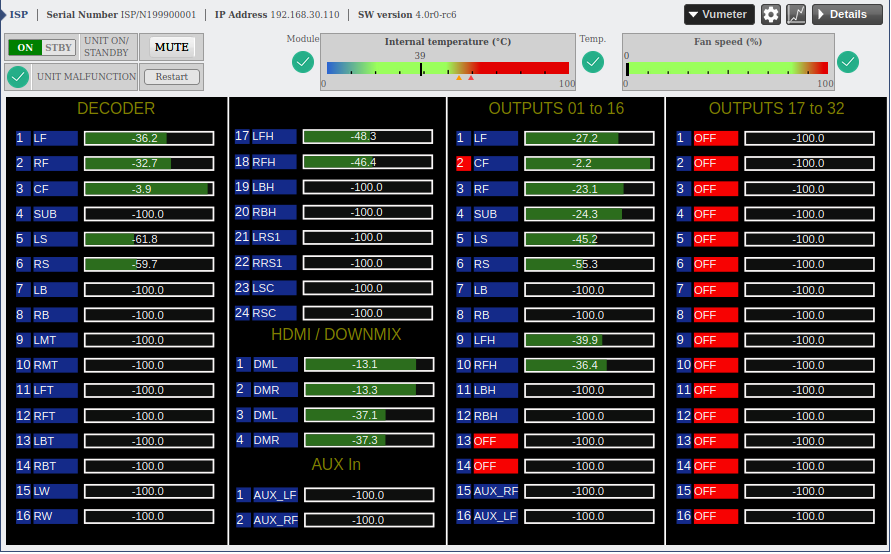 ISP | Serial Number ISP/N199900001 | IP Address 192.168.30.110 | SW version 4.0r0-rc6
Vumeter
Details
ON STBY UNIT ON/ STANDBY MUTE
UNIT MALFUNCTION Restart
Module
Internal temperature (°C)
39
0 100
Temp.
Fan speed (%)
0
0 100
DECODER
1 LF -36.2
2 RF -32.7
3 CF -3.9
4 SUB -100.0
5 LS -61.8
6 RS -59.7
7 LB -100.0
8 RB -100.0
9 LMT -100.0
10 RMT -100.0
11 LFT -100.0
12 RFT -100.0
13 LBT -100.0
14 RBT -100.0
15 LW -100.0
16 RW -100.0
17 LFH -48.3
18 RFH -46.4
19 LBH -100.0
20 RBH -100.0
21 LRS1 -100.0
22 RRS1 -100.0
23 LSC -100.0
24 RSC -100.0
HDMI / DOWNMIX
1 DML -13.1
2 DMR -13.3
3 DML -37.1
4 DMR -37.3
AUX In
1 AUX_LF -100.0
2 AUX_RF -100.0
OUTPUTS 01 to 16
1 LF -27.2
2 CF -2.2
3 RF -23.1
4 SUB -24.3
5 LS -45.2
6 RS -55.3
7 LB -100.0
8 RB -100.0
9 LFH -39.9
10 RFH -36.4
11 LBH -100.0
12 RBH -100.0
13 OFF -100.0
14 OFF -100.0
15 AUX_RF -100.0
16 AUX_LF -100.0
OUTPUTS 17 to 32
1 OFF -100.0
2 OFF -100.0
3 OFF -100.0
4 OFF -100.0
5 OFF -100.0
6 OFF -100.0
7 OFF -100.0
8 OFF -100.0
9 OFF -100.0
10 OFF -100.0
11 OFF -100.0
12 OFF -100.0
13 OFF -100.0
14 OFF -100.0
15 OFF -100.0
16 OFF -100.0